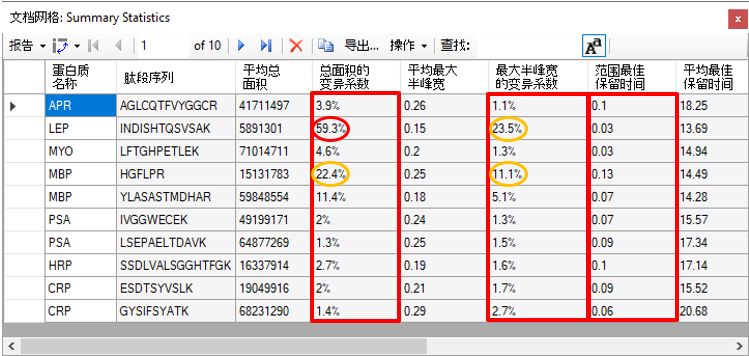 文档网格: Summary Statistics
报告 1 of 10 导出... 操作 查找: Aa
蛋白质名称 肽段序列 平均总面积 总面积的变异系数 平均最大半峰宽 最大半峰宽的变异系数 范围最佳保留时间 平均最佳保留时间
APR AGLCQTFVYGGCR 41711497 3.9% 0.26 1.1% 0.1 18.25
LEP INDISHTQSVSAK 5891301 59.3% 0.15 23.5% 0.03 13.69
MYO LFTGHPETLEK 71014711 4.6% 0.2 1.3% 0.03 14.94
MBP HGFLPR 15131783 22.4% 0.25 11.1% 0.13 14.49
MBP YLASASTMDHAR 59848554 11.4% 0.18 5.1% 0.07 14.28
PSA IVGGWECEK 49199171 2% 0.24 1.3% 0.07 15.57
PSA LSEPAELTDAVK 64877269 1.3% 0.25 1.5% 0.09 17.34
HRP SSDLVALSGGHTFGK 16337914 2.7% 0.19 1.6% 0.1 17.14
CRP ESDTSYVSLK 19049916 2% 0.21 1.7% 0.09 15.52
CRP GYSIFSYATK 68231290 1.4% 0.29 2.7% 0.06 20.68